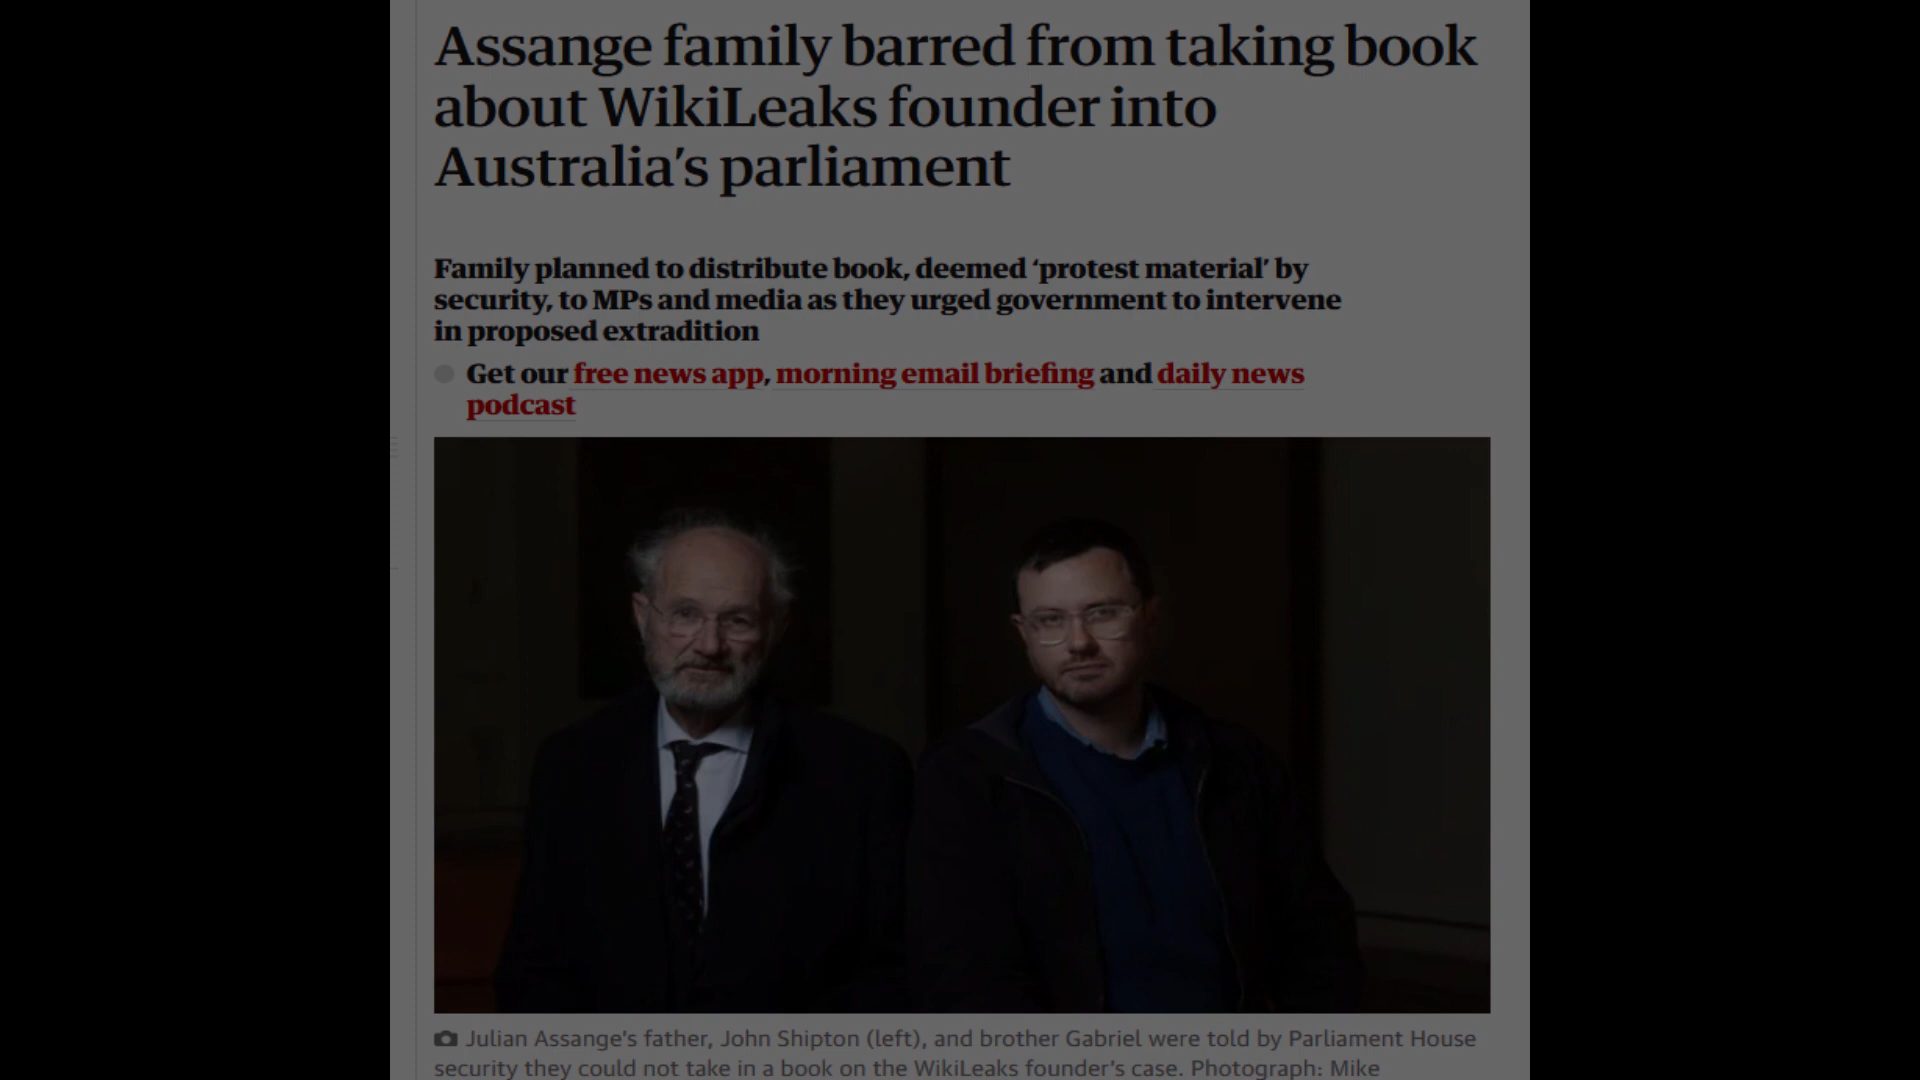 Assange family barred from taking book
about WikiLeaks founder into
Australia’s parliament
Family planned to distribute book, deemed ‘protest material’ by
security, to MPs and media as they urged government to intervene
in proposed extradition
Get our free news app, morning email briefing and daily news
podcast
Julian Assange’s father, John Shipton (left), and brother Gabriel were told by Parliament House
security they could not take in a book on the WikiLeaks founder’s case. Photograph: Mike